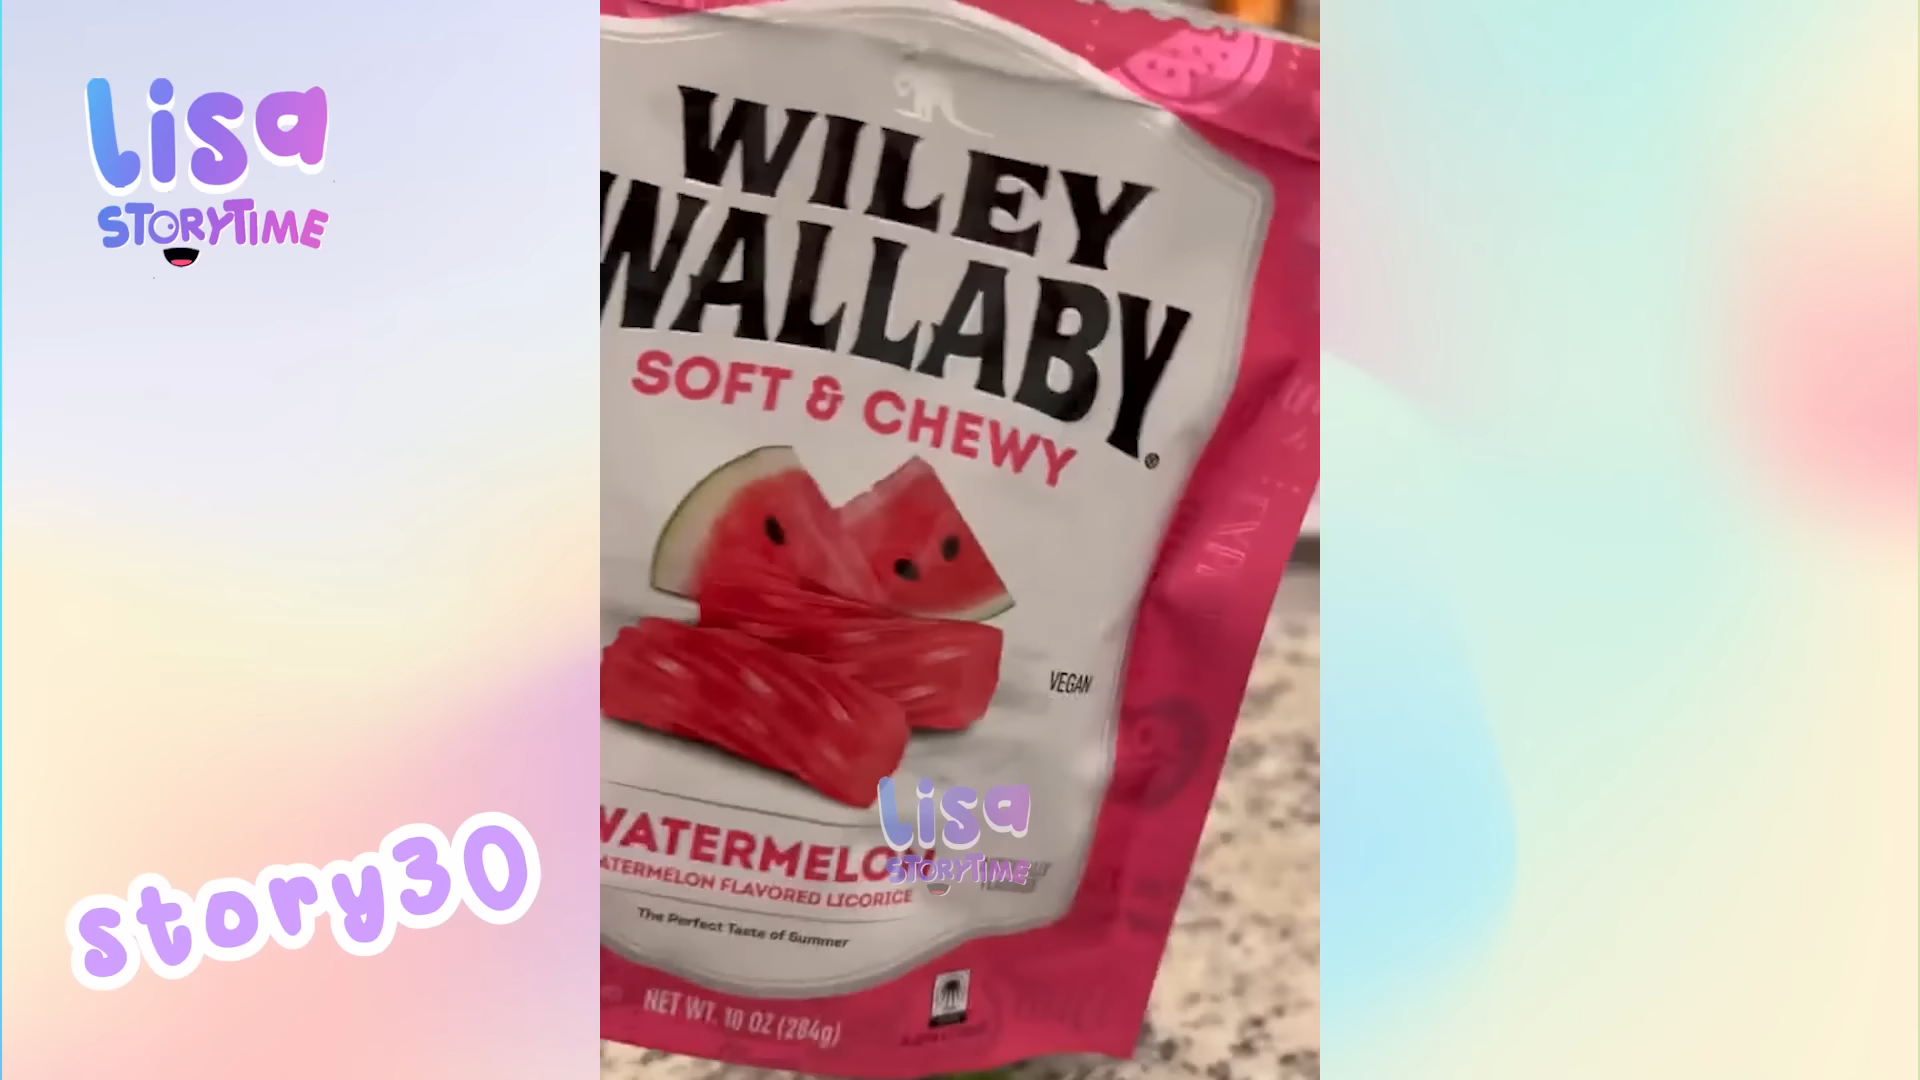 Lisa
STORYTIME
WILEY
WALLABY
SOFT & CHEWY
VEGAN
WATERMELON
WATERMELON FLAVORED LICORICE
Lisa
STORYTIME
The Perfect Taste of Summer
NET WT. 10 OZ (284g)
story30